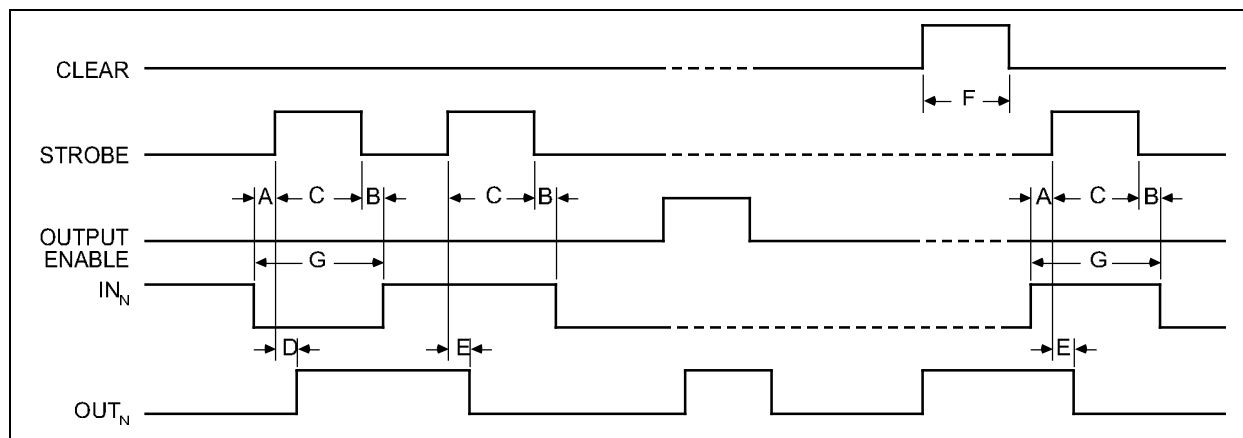 CLEAR
F
STROBE
A C B C B A C B
OUTPUT
ENABLE
G G
IN_N
D E E
OUT_N